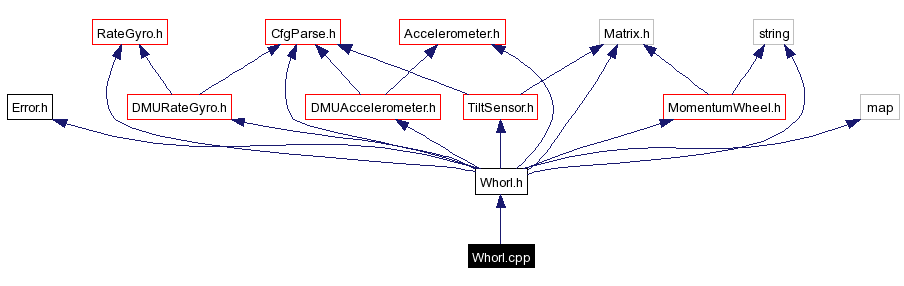 RateGyro.h
CfgParse.h
Accelerometer.h
Matrix.h
string
Error.h
DMURateGyro.h
DMUAccelerometer.h
TiltSensor.h
MomentumWheel.h
map
Whorl.h
Whorl.cpp